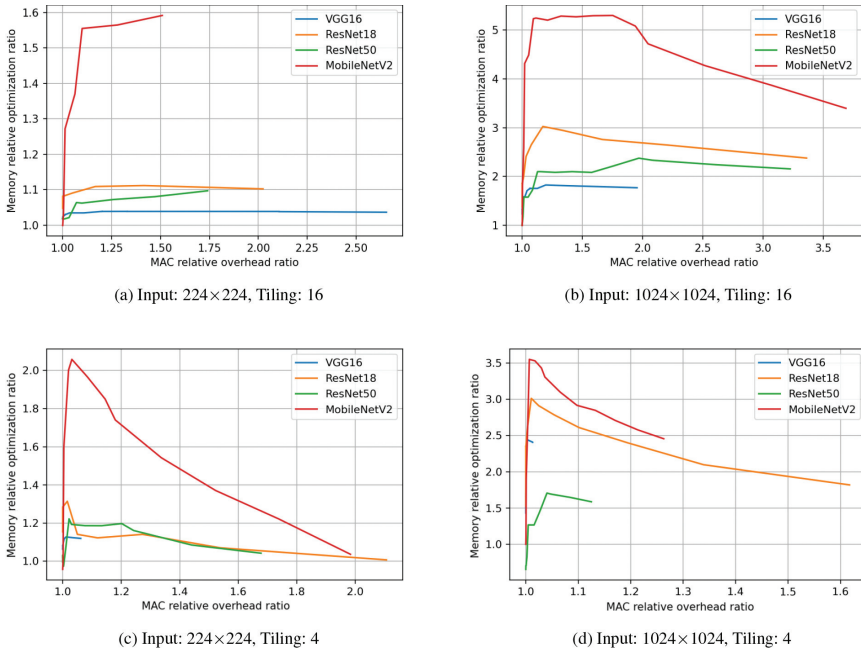 Memory relative optimization ratio
1.6
1.5
1.4
1.3
1.2
1.1
1.0
VGG16
ResNet18
ResNet50
MobileNetV2
1.00 1.25 1.50 1.75 2.00 2.25 2.50
MAC relative overhead ratio
(a) Input: 224×224, Tiling: 16
Memory relative optimization ratio
5
4
3
2
1
VGG16
ResNet18
ResNet50
MobileNetV2
1.0 1.5 2.0 2.5 3.0 3.5
MAC relative overhead ratio
(b) Input: 1024×1024, Tiling: 16
Memory relative optimization ratio
2.0
1.8
1.6
1.4
1.2
1.0
VGG16
ResNet18
ResNet50
MobileNetV2
1.0 1.2 1.4 1.6 1.8 2.0
MAC relative overhead ratio
(c) Input: 224×224, Tiling: 4
Memory relative optimization ratio
3.5
3.0
2.5
2.0
1.5
1.0
VGG16
ResNet18
ResNet50
MobileNetV2
1.0 1.1 1.2 1.3 1.4 1.5 1.6
MAC relative overhead ratio
(d) Input: 1024×1024, Tiling: 4